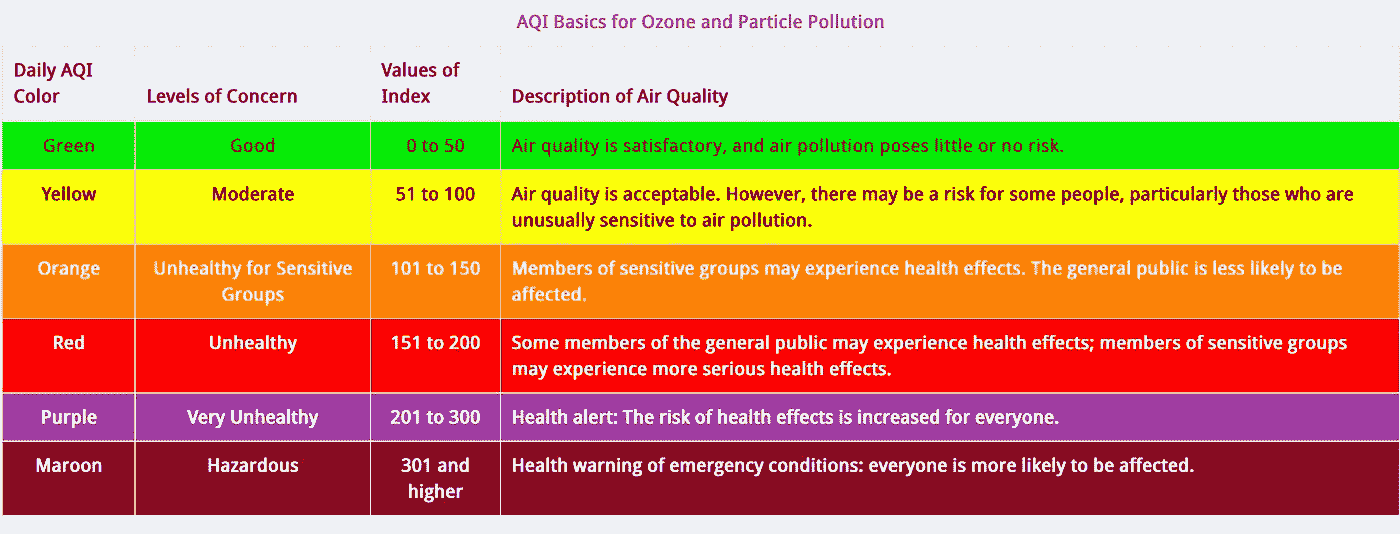 AQI Basics for Ozone and Particle Pollution
Daily AQI
Color
Levels of Concern
Values of
Index
Description of Air Quality
Green
Good
0 to 50
Air quality is satisfactory, and air pollution poses little or no risk.
Yellow
Moderate
51 to 100
Air quality is acceptable. However, there may be a risk for some people, particularly those who are
unusually sensitive to air pollution.
Orange
Unhealthy for Sensitive
Groups
101 to 150
Members of sensitive groups may experience health effects. The general public is less likely to be
affected.
Red
Unhealthy
151 to 200
Some members of the general public may experience health effects; members of sensitive groups
may experience more serious health effects.
Purple
Very Unhealthy
201 to 300
Health alert: The risk of health effects is increased for everyone.
Maroon
Hazardous
301 and
higher
Health warning of emergency conditions: everyone is more likely to be affected.